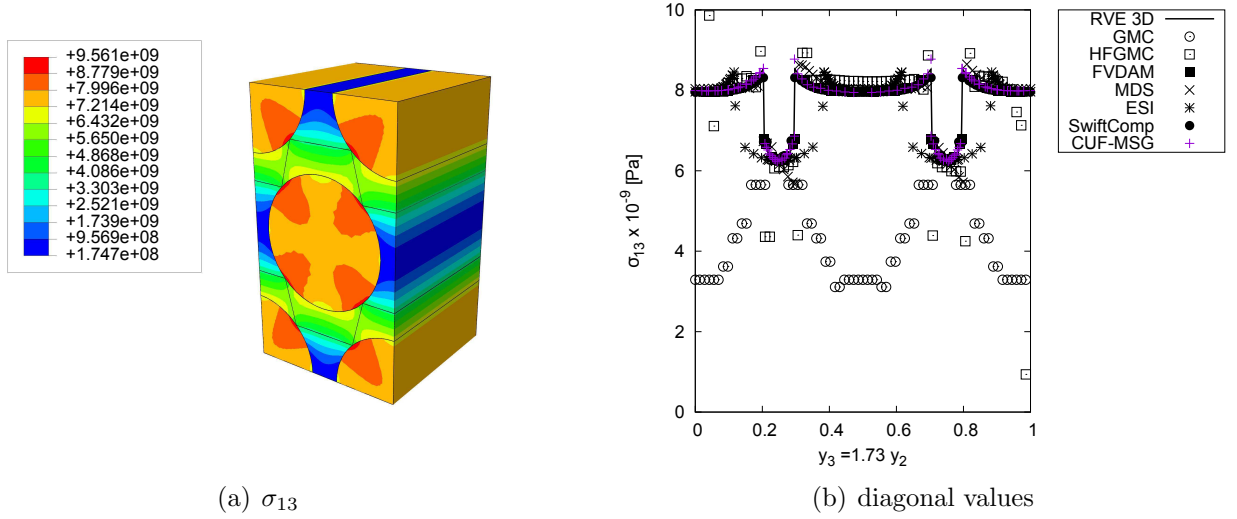 +9.561e+09
+8.779e+09
+7.996e+09
+7.214e+09
+6.432e+09
+5.650e+09
+4.868e+09
+4.086e+09
+3.303e+09
+2.521e+09
+1.739e+09
+9.569e+08
+1.747e+08
(a) σ13
σ13 x 10-9 [Pa]
10
8
6
4
2
0
0 0.2 0.4 0.6 0.8 1
y3 =1.73 y2
RVE 3D
GMC
HFGMC
FVDAM
MDS
ESI
SwiftComp
CUF-MSG
(b) diagonal values